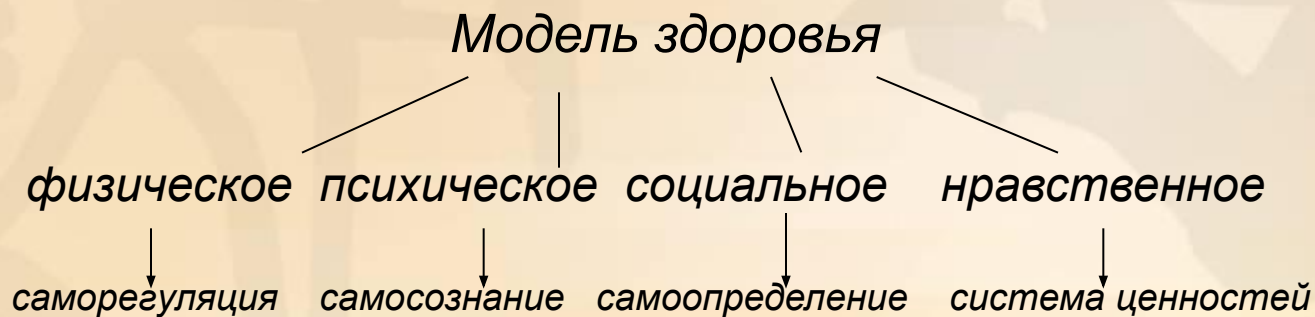 Модель здоровья
физическое психическое социальное нравственное
саморегуляция самосознание самоопределение система ценностей